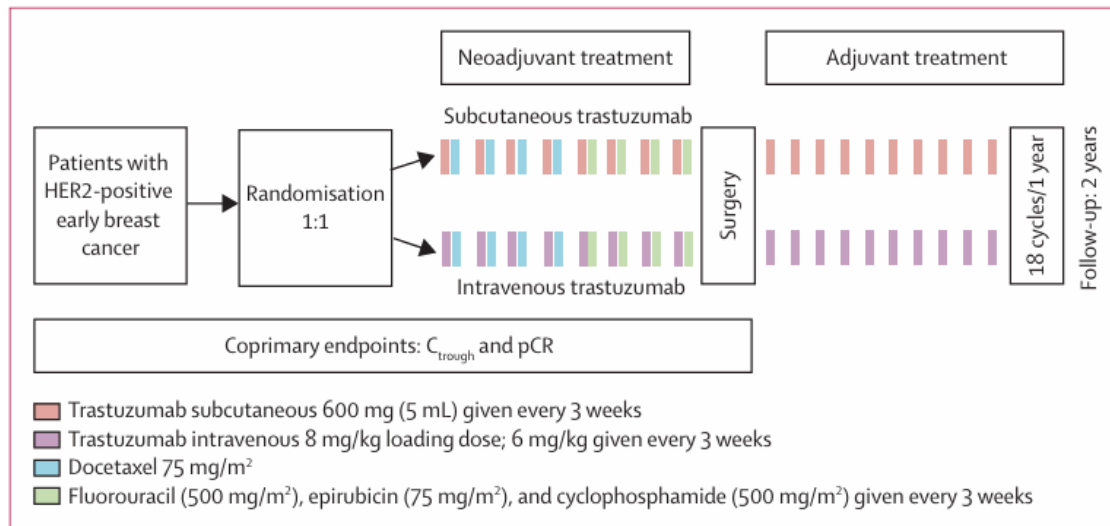 Neoadjuvant treatment
Adjuvant treatment
Subcutaneous trastuzumab
Patients with
HER2-positive
early breast
cancer
Randomisation
1:1
Surgery
18 cycles/1 year
Follow-up: 2 years
Intravenous trastuzumab
Coprimary endpoints: Ctrough and pCR
Trastuzumab subcutaneous 600 mg (5 mL) given every 3 weeks
Trastuzumab intravenous 8 mg/kg loading dose; 6 mg/kg given every 3 weeks
Docetaxel 75 mg/m²
Fluorouracil (500 mg/m²), epirubicin (75 mg/m²), and cyclophosphamide (500 mg/m²) given every 3 weeks